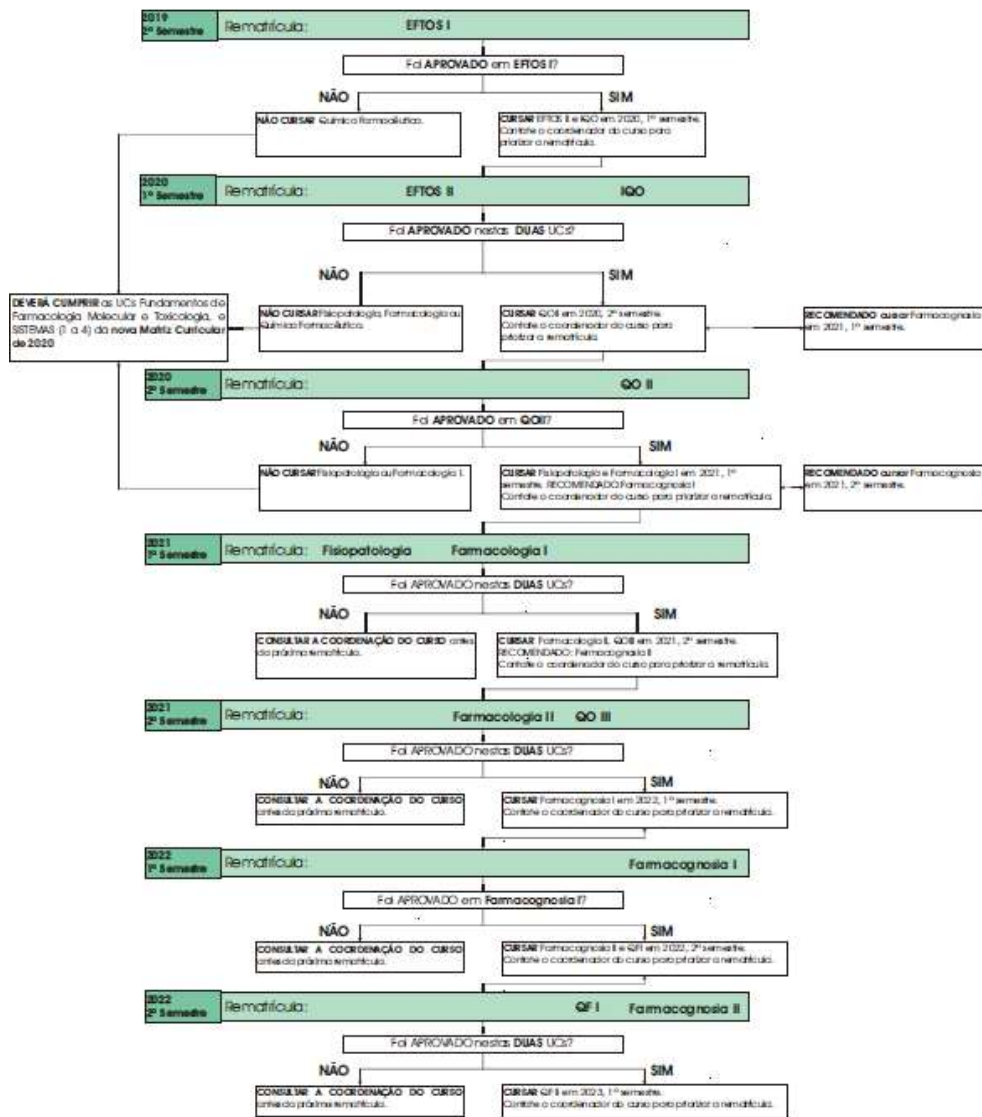 2019
2º Semestre
Rematrícula:
EFTOS I
Foi APROVADO em EFTOS I?
NÃO
SIM
NÃO CURSAR Química Farmacêutica.
CURSAR EFTOS II e IQO em 2020, 1º semestre.
Contate o coordenador do curso para
priorizar a rematrícula.
2020
1º Semestre
Rematrícula:
EFTOS II
IQO
Foi APROVADO nestas DUAS UCs?
NÃO
SIM
DEVERÁ CUMPRIR as UCs Fundamentos de
Farmacologia Molecular e Toxicologia, e
SISTEMAS (1 a 4) da nova Matriz Curricular
de 2020
NÃO CURSAR Fisiopatologia, Farmacologia ou
Química Farmacêutica.
CURSAR QOII em 2020, 2º semestre.
Contate o coordenador do curso para
priorizar a rematrícula.
RECOMENDADO cursar Farmacognosia
em 2021, 1º semestre.
2020
2º Semestre
Rematrícula:
QO II
Foi APROVADO em QOII?
NÃO
SIM
NÃO CURSAR Fisiopatologia ou Farmacologia I.
CURSAR Fisiopatologia e Farmacologia I em 2021, 1º
semestre. RECOMENDADO Farmacognosia I
Contate o coordenador do curso para priorizar a rematrícula.
RECOMENDADO cursar Farmacognosia
em 2021, 2º semestre.
2021
1º Semestre
Rematrícula:
Fisiopatologia
Farmacologia I
Foi APROVADO nestas DUAS UCs?
NÃO
SIM
CONSULTAR A COORDENAÇÃO DO CURSO antes
da próxima rematrícula.
CURSAR Farmacologia II, QOIII em 2021, 2º semestre.
RECOMENDADO: Farmacognosia II
Contate o coordenador do curso para priorizar a rematrícula.
2021
2º Semestre
Rematrícula:
Farmacologia II
QO III
Foi APROVADO nestas DUAS UCs?
NÃO
SIM
CONSULTAR A COORDENAÇÃO DO CURSO
antes da próxima rematrícula.
CURSAR Farmacognosia I em 2022, 1º semestre.
Contate o coordenador do curso para priorizar a rematrícula.
2022
1º Semestre
Rematrícula:
Farmacognosia I
Foi APROVADO em Farmacognosia I?
NÃO
SIM
CONSULTAR A COORDENAÇÃO DO CURSO
antes da próxima rematrícula.
CURSAR Farmacognosia II e QFI em 2022, 2º semestre.
Contate o coordenador do curso para priorizar a rematrícula.
2022
2º Semestre
Rematrícula:
QF I
Farmacognosia II
Foi APROVADO nestas DUAS UCs?
NÃO
SIM
CONSULTAR A COORDENAÇÃO DO CURSO
antes da próxima rematrícula.
CURSAR QF II em 2023, 1º semestre.
Contate o coordenador do curso para priorizar a rematrícula.